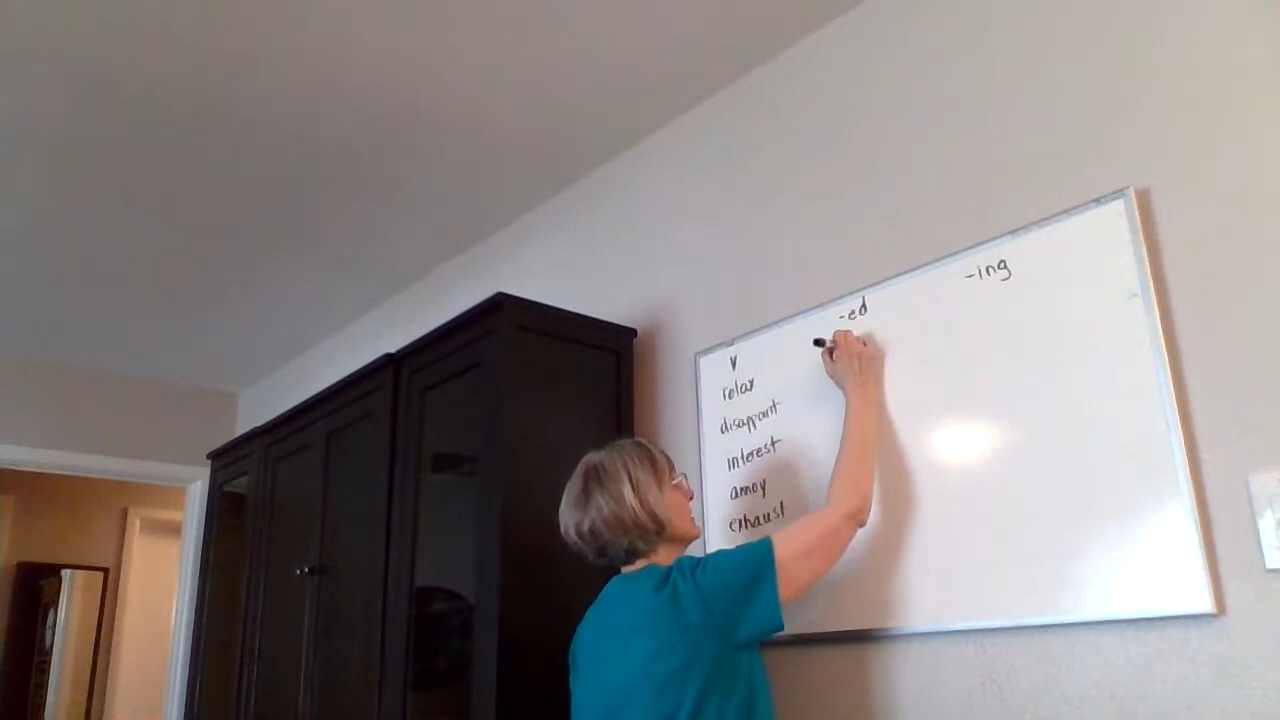 V -ed -ing
relax
disappoint
interest
annoy
exhaust